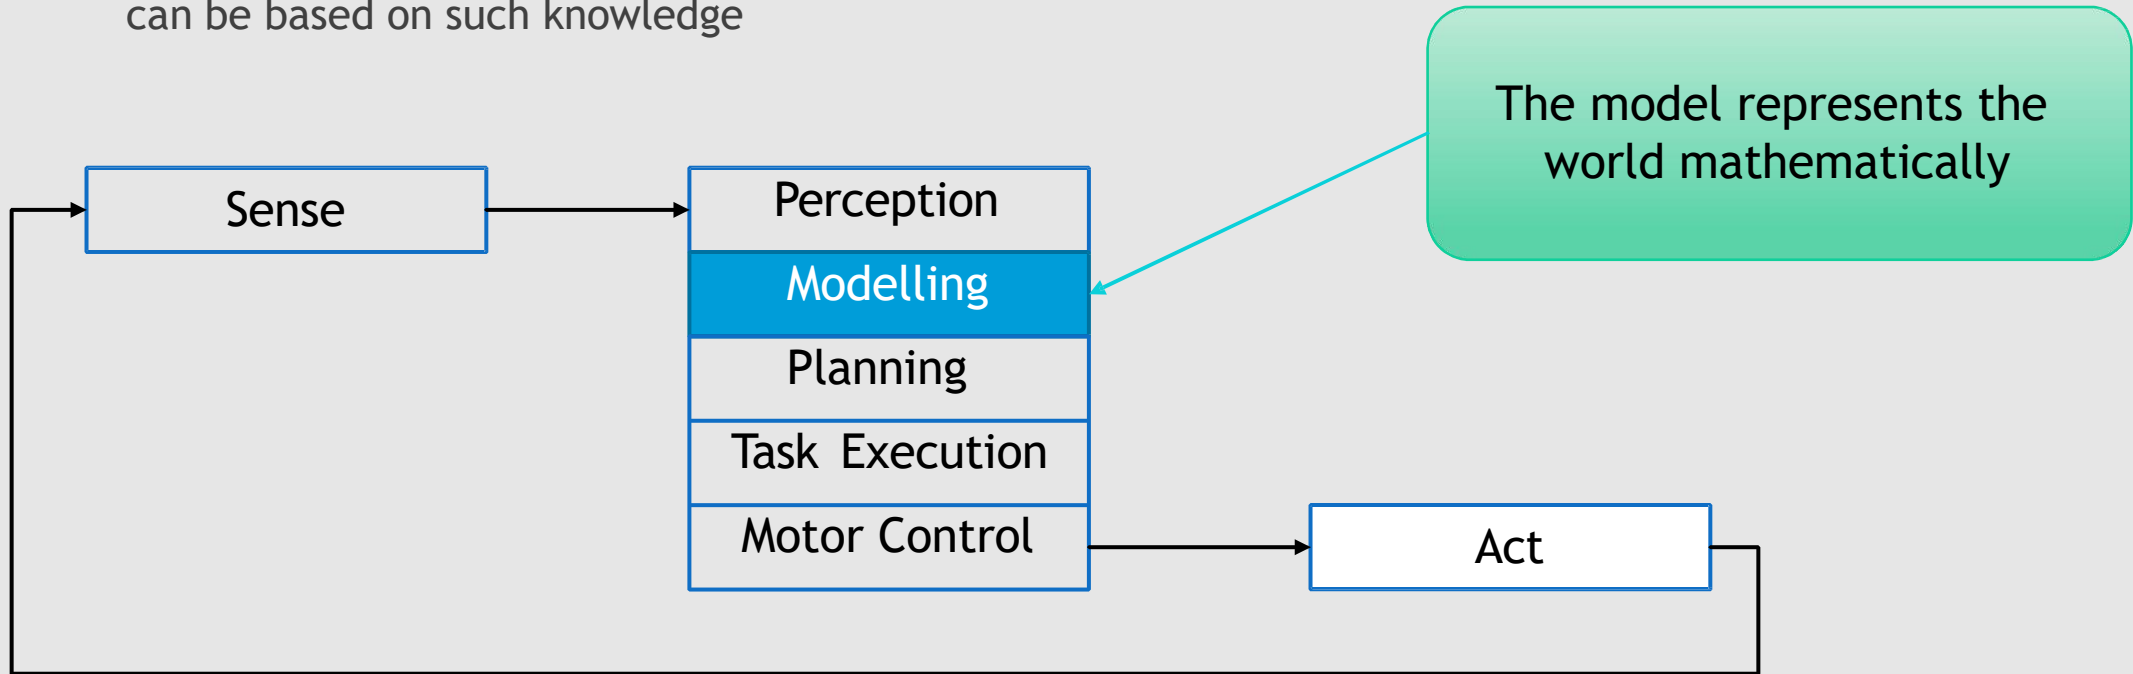 can be based on such knowledge
The model represents the
world mathematically
Sense
Perception
Modelling
Planning
Task Execution
Motor Control
Act